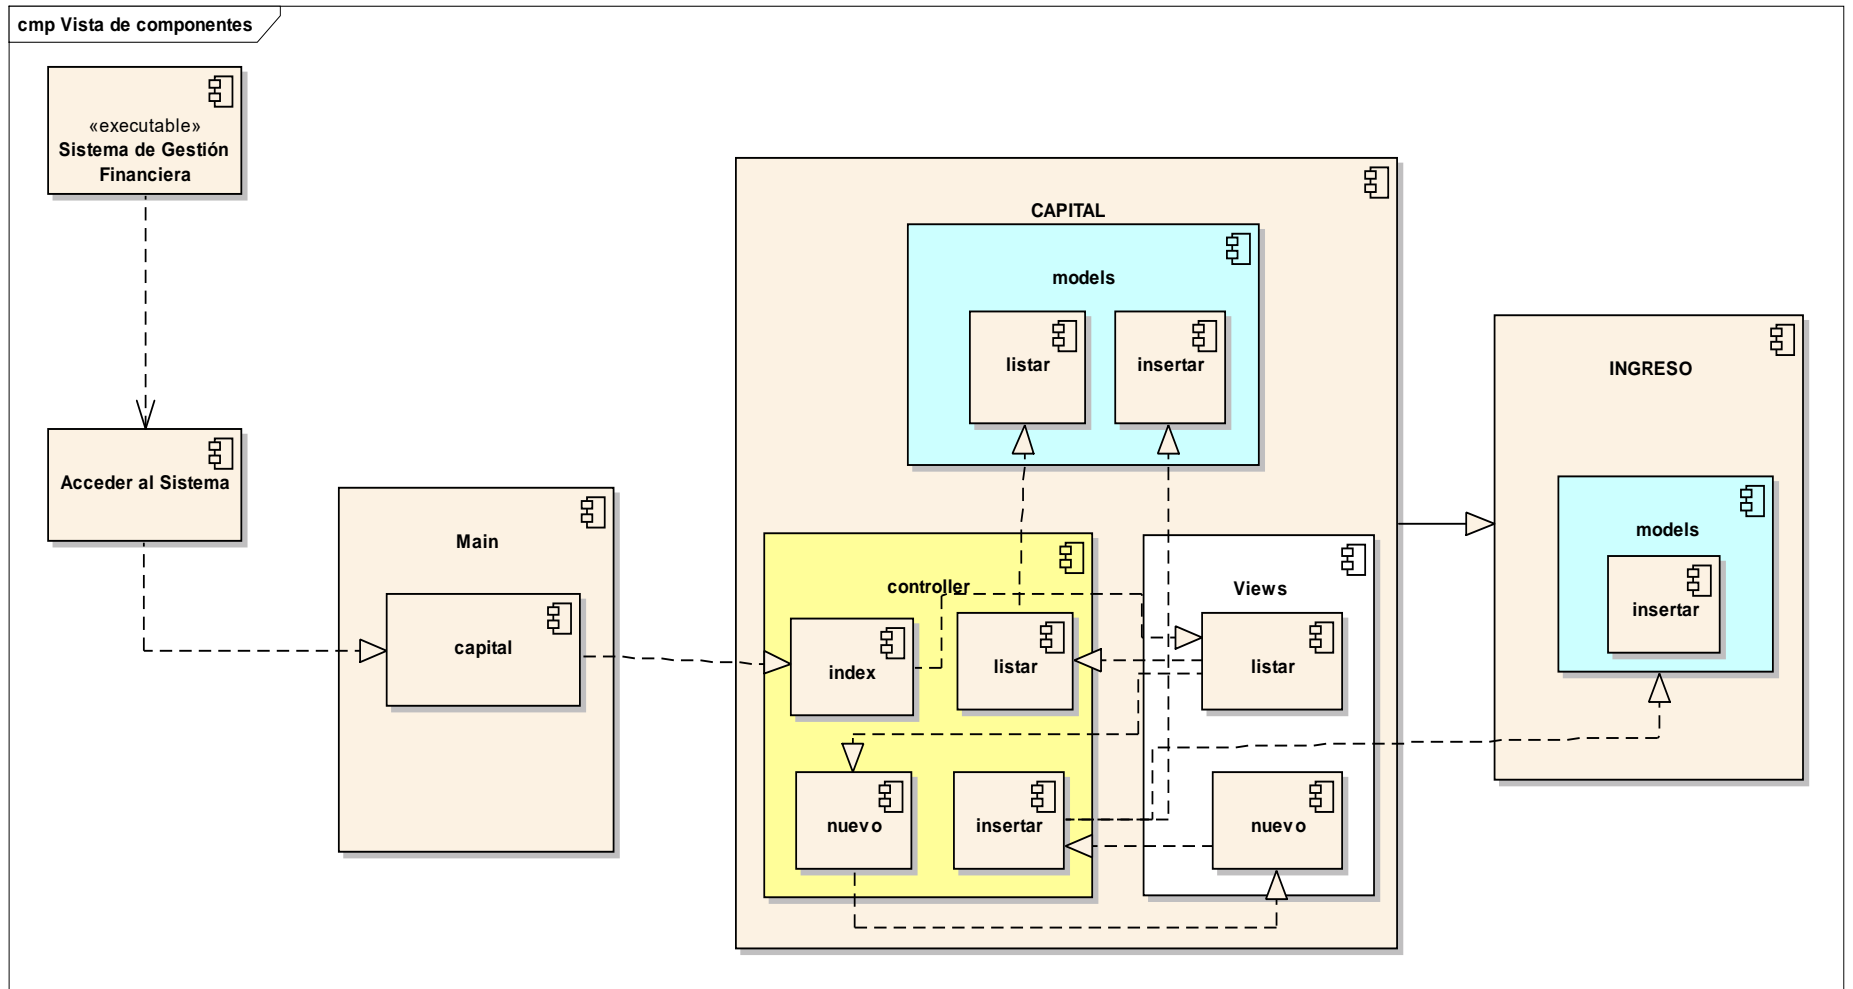 cmp Vista de componentes
«executable»
Sistema de Gestión
Financiera
Acceder al Sistema
Main
capital
CAPITAL
models
listar
insertar
controller
index
listar
nuevo
insertar
Views
listar
nuevo
INGRESO
models
insertar